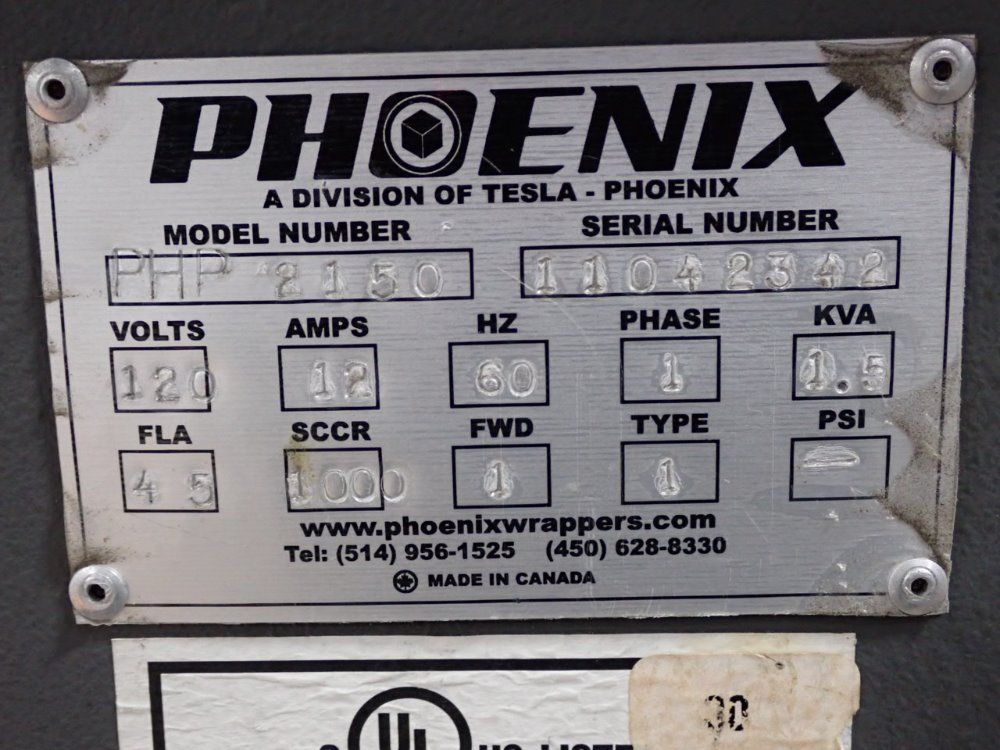 PHOENIX
A DIVISION OF TESLA - PHOENIX
MODEL NUMBER SERIAL NUMBER
PHP 2150 11042342
VOLTS AMPS HZ PHASE KVA
120 12 60 1 1.5
FLA SCCR FWD TYPE PSI
4 5 1000 1 1 -
www.phoenixwrappers.com
Tel: (514) 956-1525 (450) 628-8330
MADE IN CANADA
UL